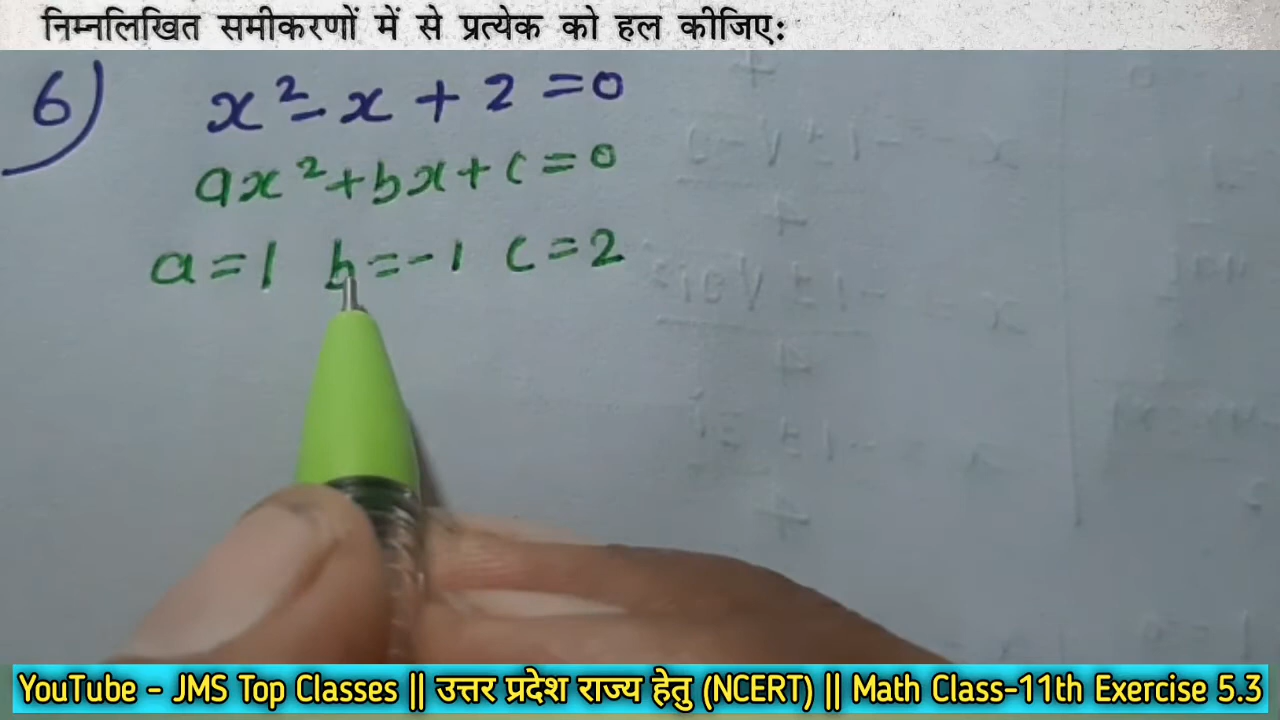 निम्नलिखित समीकरणों में से प्रत्येक को हल कीजिए:
6) x² - x + 2 = 0
ax² + bx + c = 0
a = 1 b = -1 c = 2
YouTube - JMS Top Classes || उत्तर प्रदेश राज्य हेतु (NCERT) || Math Class-11th Exercise 5.3